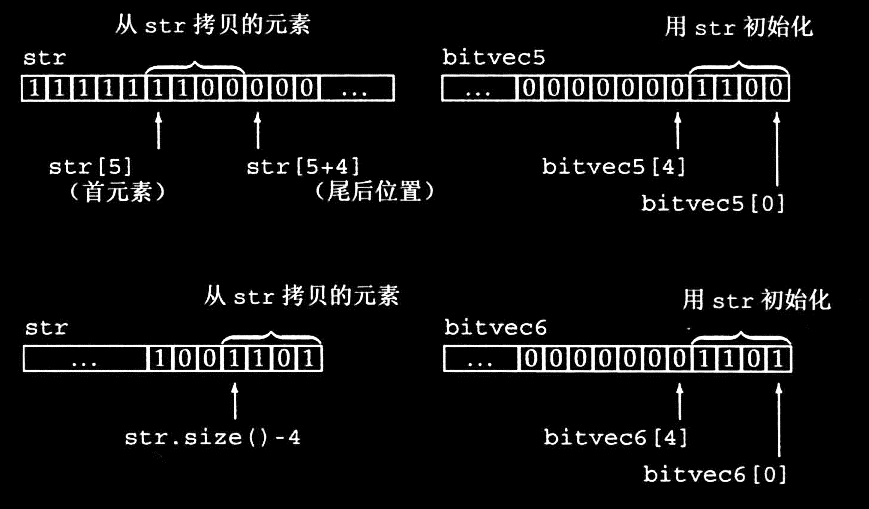 从 str 拷贝的元素
用 str 初始化
str
bitvec5
1 1 1 1 1 1 1 0 0 0 0 0 ...
... 0 0 0 0 0 0 0 1 1 0 0
str[5]
(首元素)
str[5+4]
(尾后位置)
bitvec5[4]
bitvec5[0]
从 str 拷贝的元素
用 str 初始化
str
bitvec6
... 1 0 0 1 1 0 1
... 0 0 0 0 0 0 0 1 1 0 1
str.size()-4
bitvec6[4]
bitvec6[0]